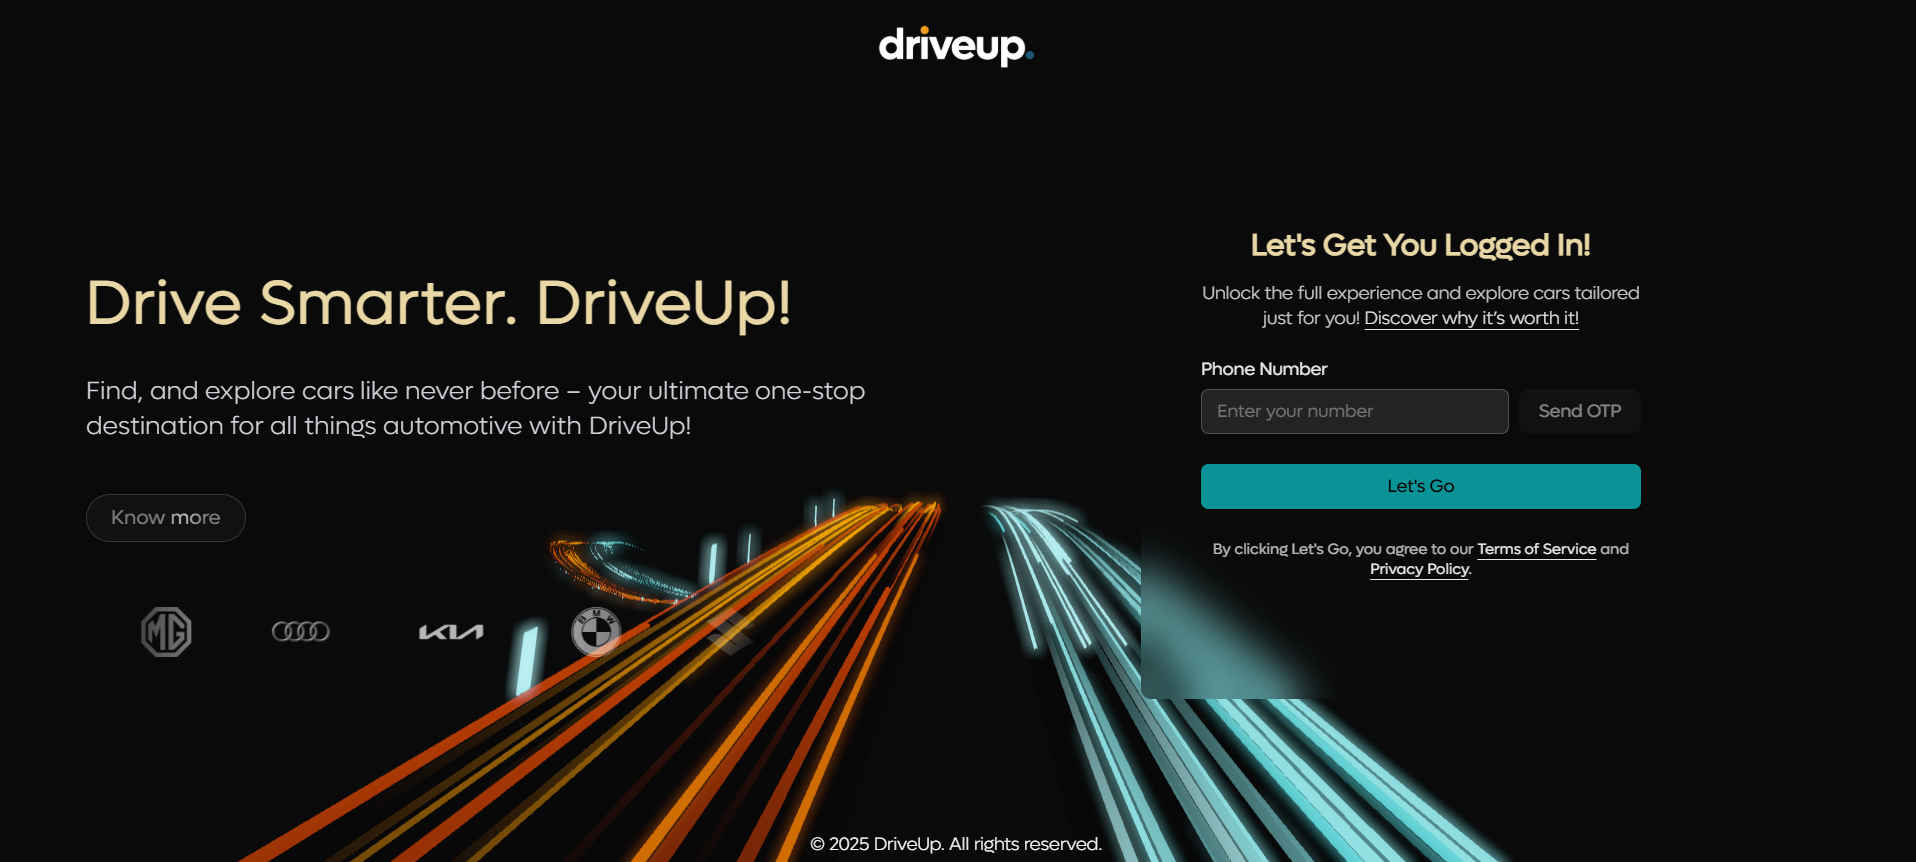 driveup.
Drive Smarter. DriveUp!
Find, and explore cars like never before – your ultimate one-stop
destination for all things automotive with DriveUp!
Know more
MG
KIA
BMW
Let's Get You Logged In!
Unlock the full experience and explore cars tailored
just for you! Discover why it's worth it!
Phone Number
Enter your number
Send OTP
Let's Go
By clicking Let's Go, you agree to our Terms of Service and
Privacy Policy.
© 2025 DriveUp. All rights reserved.